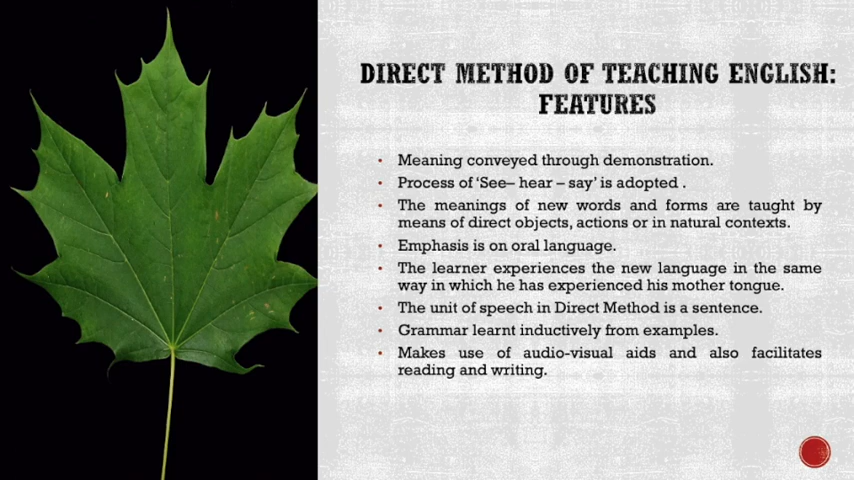 DIRECT METHOD OF TEACHING ENGLISH:
FEATURES
• Meaning conveyed through demonstration.
• Process of ‘See– hear – say’ is adopted .
• The meanings of new words and forms are taught by
means of direct objects, actions or in natural contexts.
• Emphasis is on oral language.
• The learner experiences the new language in the same
way in which he has experienced his mother tongue.
• The unit of speech in Direct Method is a sentence.
• Grammar learnt inductively from examples.
• Makes use of audio-visual aids and also facilitates
reading and writing.